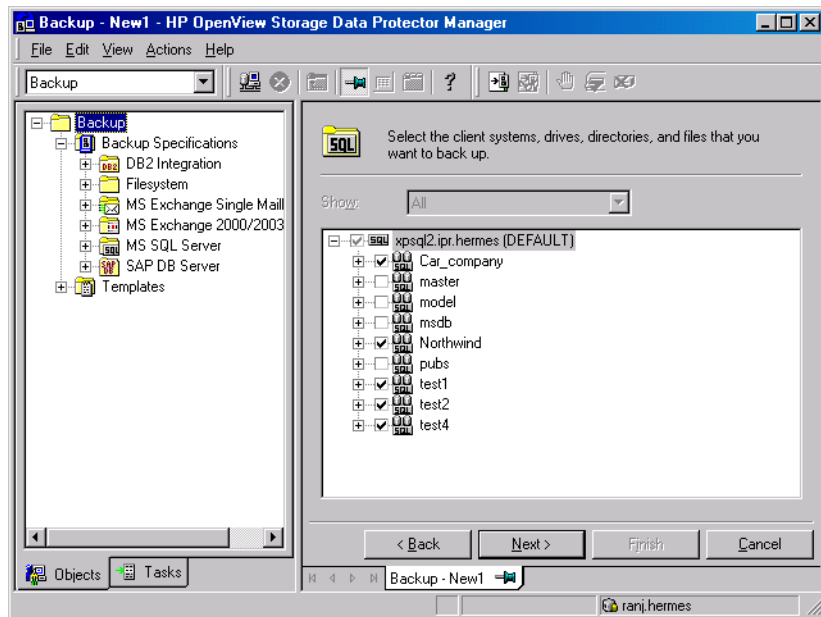 Backup - New1 - HP OpenView Storage Data Protector Manager
File Edit View Actions Help
Backup
Backup
Backup Specifications
DB2 Integration
Filesystem
MS Exchange Single Mail
MS Exchange 2000/2003
MS SQL Server
SAP DB Server
Templates
Objects
Tasks
SQL
Select the client systems, drives, directories, and files that you
want to back up.
Show:
All
xpsql2.ipr.hermes (DEFAULT)
Car_company
master
model
msdb
Northwind
pubs
test1
test2
test4
< Back
Next >
Finish
Cancel
Backup - New1
ranj.hermes